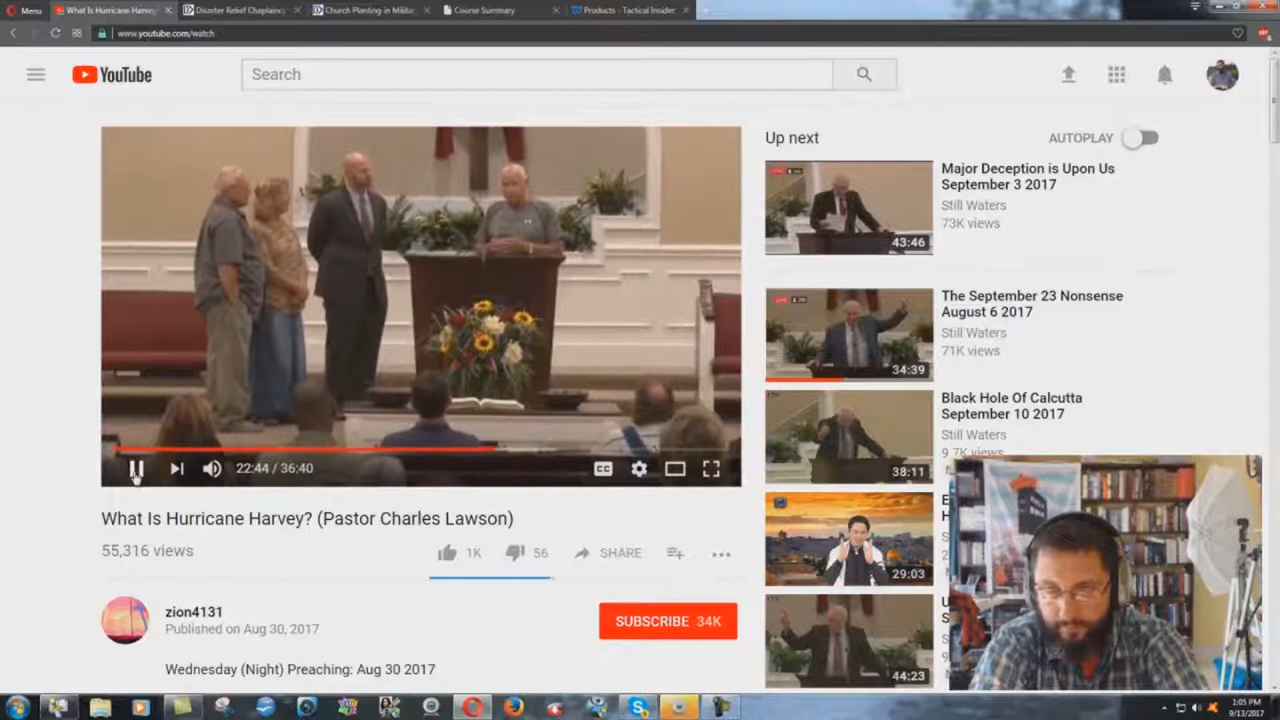 Menu
What Is Hurricane Harvey
Disaster Relief Chaplaincy
Church Planting in Milita
Course Summary
Products - Tactical Insider
www.youtube.com/watch
YouTube
Search
Up next
AUTOPLAY
Major Deception is Upon Us
September 3 2017
Still Waters
73K views
43:46
The September 23 Nonsense
August 6 2017
Still Waters
71K views
34:39
Black Hole Of Calcutta
September 10 2017
Still Waters
9.7K views
38:11
29:03
44:23
22:44 / 36:40
CC
What Is Hurricane Harvey? (Pastor Charles Lawson)
55,316 views
1K
56
SHARE
zion4131
Published on Aug 30, 2017
SUBSCRIBE 34K
Wednesday (Night) Preaching: Aug 30 2017
1:05 PM
9/13/2017